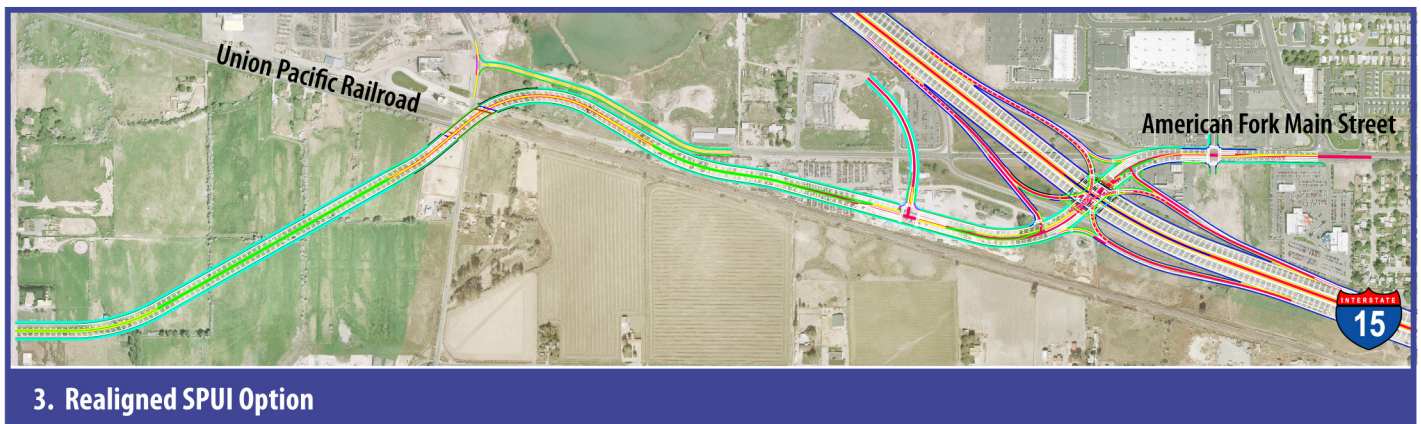 Union Pacific Railroad
American Fork Main Street
INTERSTATE
15
3. Realigned SPUI Option